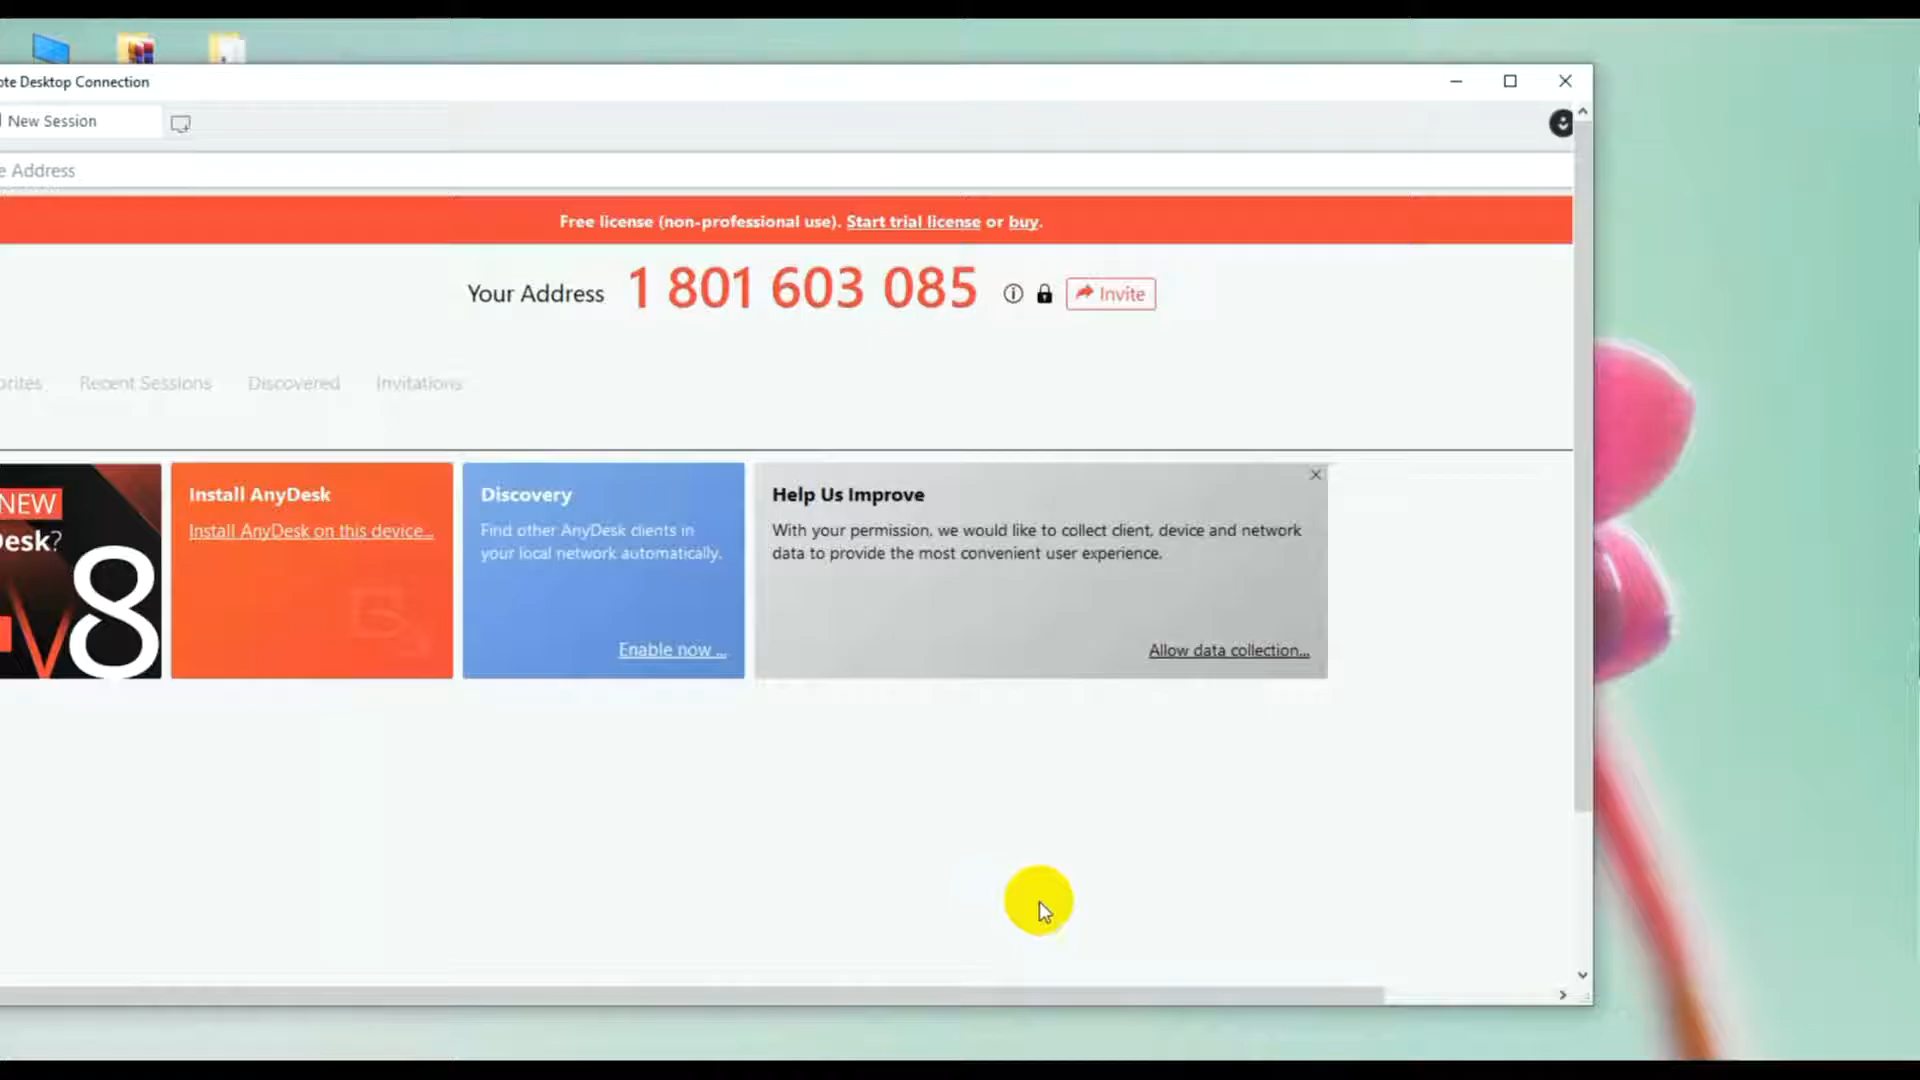 ote Desktop Connection
New Session
e Address
Free license (non-professional use). Start trial license or buy.
Your Address 1 801 603 085 Invite
orites Recent Sessions Discovered Invitations
NEW
Desk?
V8
Install AnyDesk
Install AnyDesk on this device...
Discovery
Find other AnyDesk clients in
your local network automatically.
Enable now ...
Help Us Improve
With your permission, we would like to collect client, device and network
data to provide the most convenient user experience.
Allow data collection...